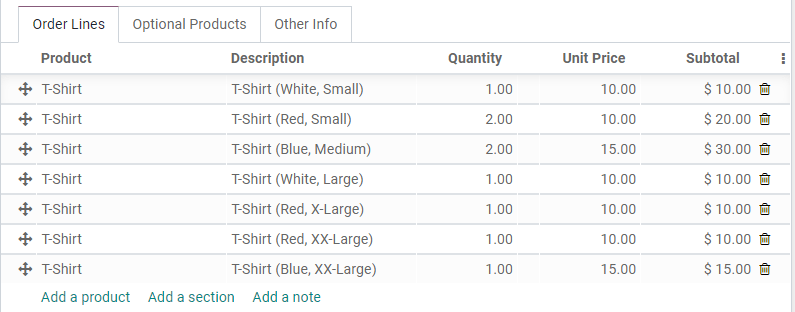 Order Lines Optional Products Other Info
Product Description Quantity Unit Price Subtotal
T-Shirt T-Shirt (White, Small) 1.00 10.00 $ 10.00
T-Shirt T-Shirt (Red, Small) 2.00 10.00 $ 20.00
T-Shirt T-Shirt (Blue, Medium) 2.00 15.00 $ 30.00
T-Shirt T-Shirt (White, Large) 1.00 10.00 $ 10.00
T-Shirt T-Shirt (Red, X-Large) 1.00 10.00 $ 10.00
T-Shirt T-Shirt (Red, XX-Large) 1.00 10.00 $ 10.00
T-Shirt T-Shirt (Blue, XX-Large) 1.00 15.00 $ 15.00
Add a product Add a section Add a note